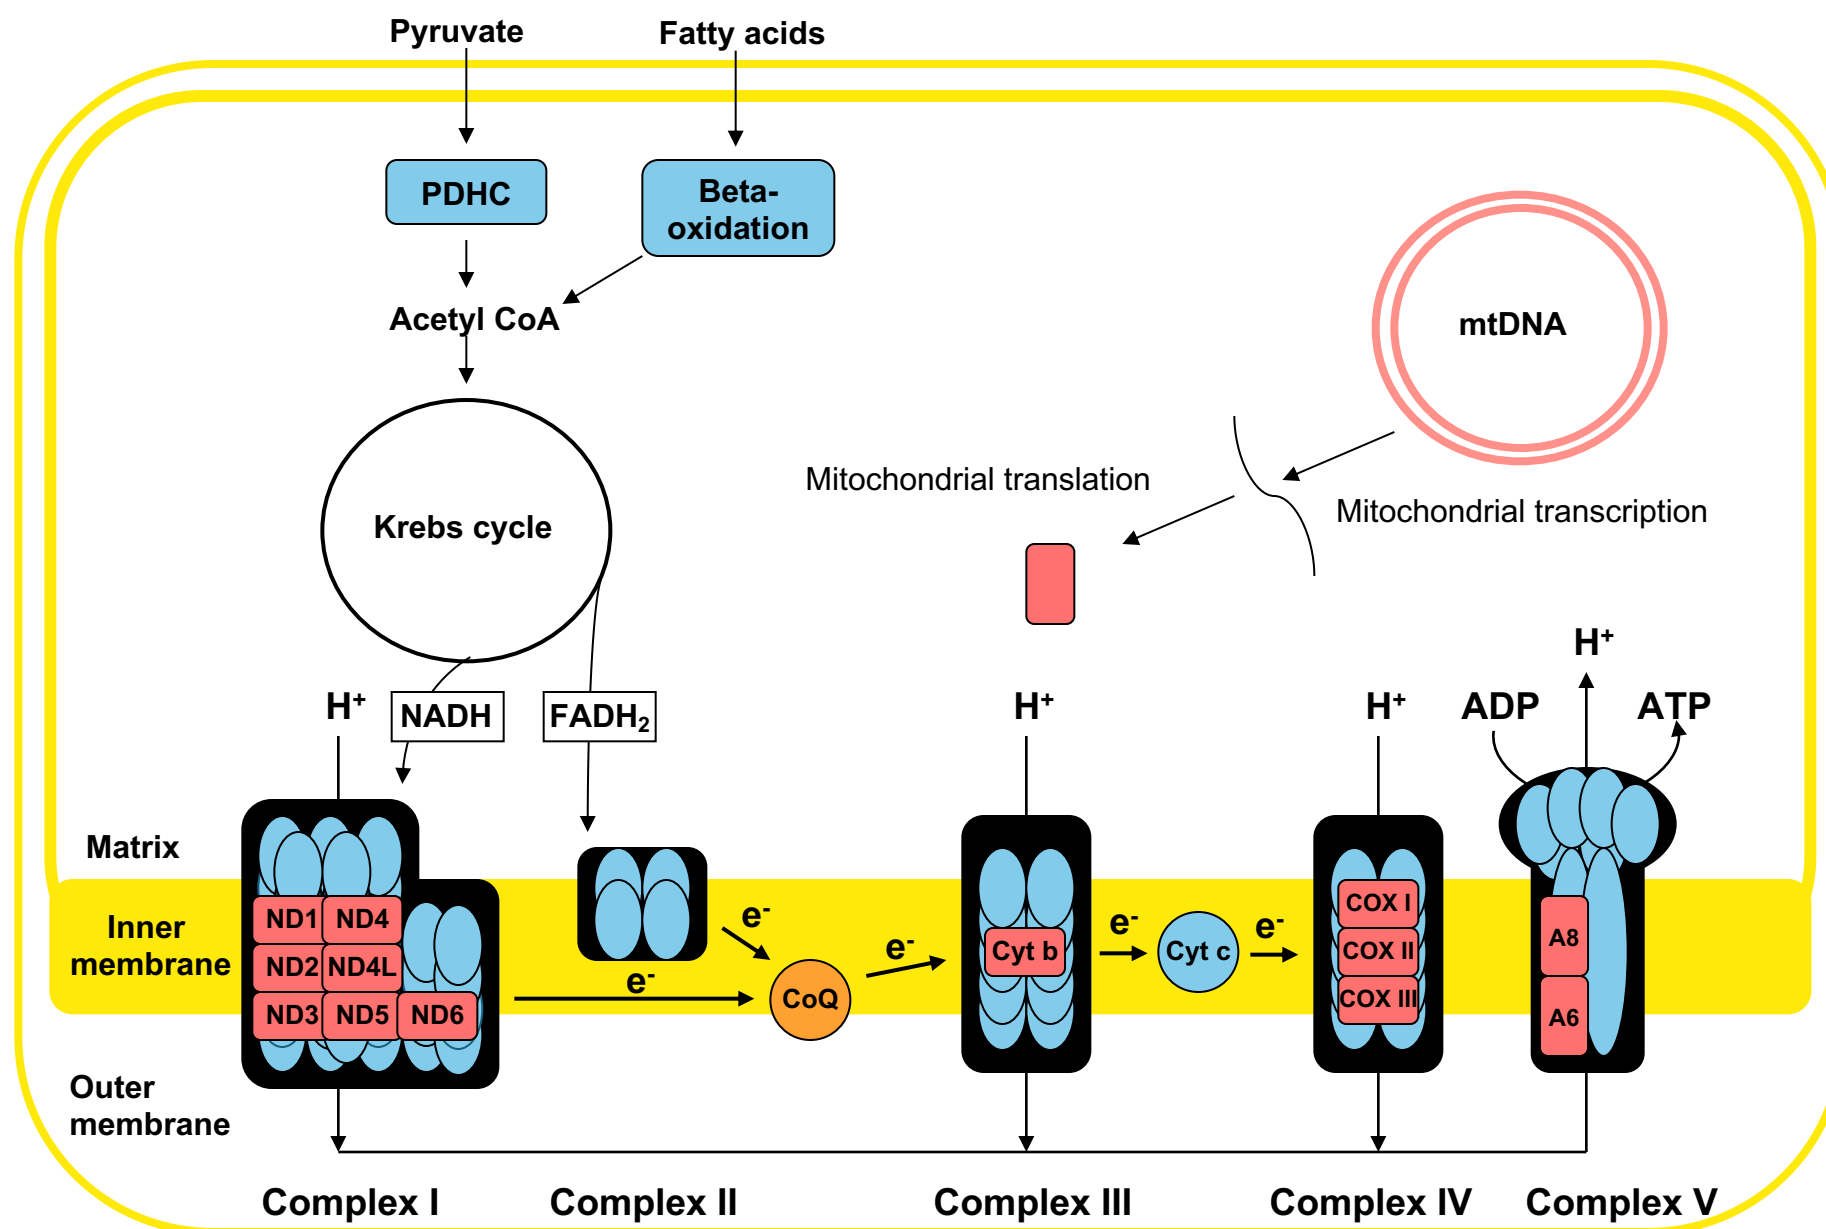 Pyruvate
Fatty acids
PDHC
Beta-
oxidation
Acetyl CoA
mtDNA
Mitochondrial translation
Mitochondrial transcription
Krebs cycle
H⁺
NADH
FADH₂
H⁺
H⁺
ADP
H⁺
ATP
Matrix
Inner
membrane
Outer
membrane
ND1
ND4
ND2
ND4L
ND3
ND5
ND6
e⁻
e⁻
CoQ
e⁻
Cyt b
e⁻
Cyt c
e⁻
COX I
COX II
COX III
A8
A6
Complex I
Complex II
Complex III
Complex IV
Complex V